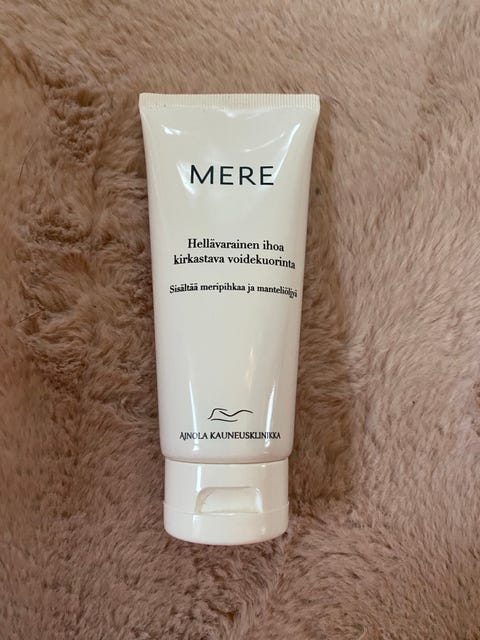 MERE
Hellävarainen ihoa
kirkastava voidekuorinta
Sisältää meripihkaa ja manteliöljyä
AJNOLA KAUNEUSKLINIKKA